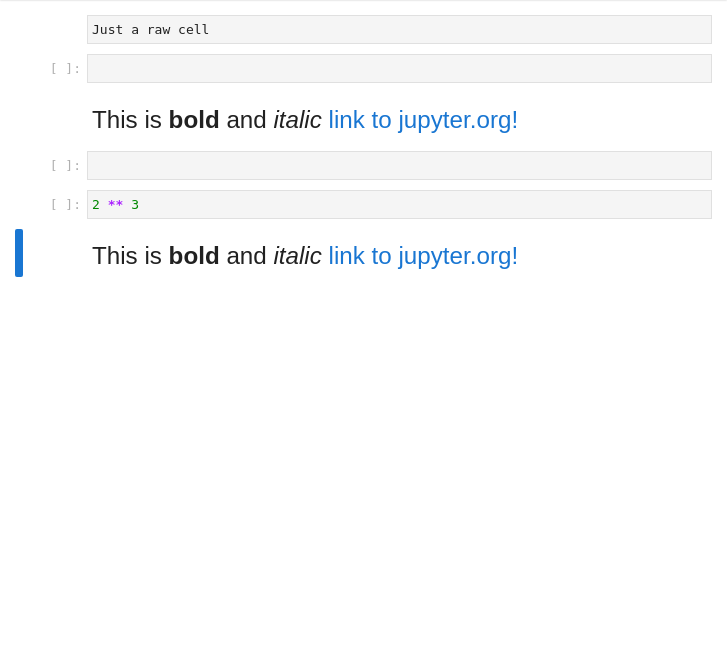 Just a raw cell
[ ]:
This is bold and italic link to jupyter.org!
[ ]:
[ ]: 2 ** 3
This is bold and italic link to jupyter.org!